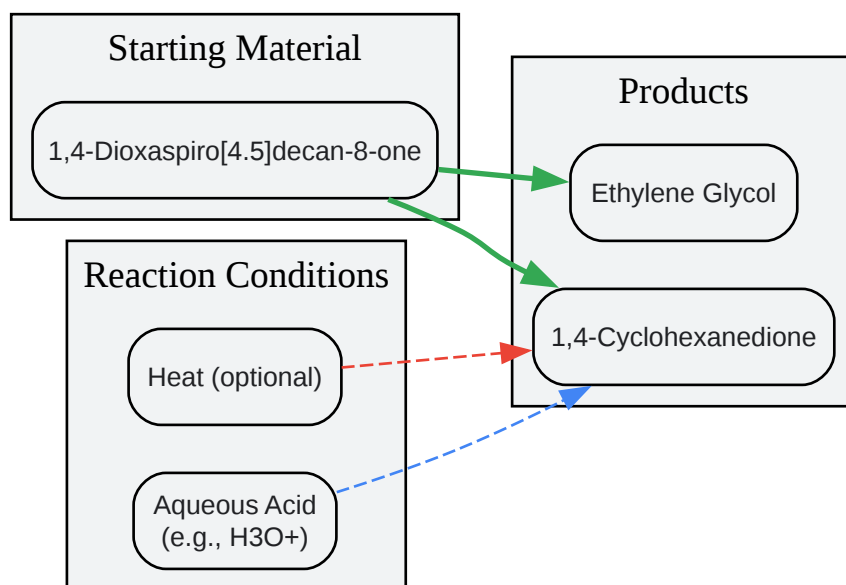 Starting Material
1,4-Dioxaspiro[4.5]decan-8-one
Products
Ethylene Glycol
1,4-Cyclohexanedione
Reaction Conditions
Heat (optional)
Aqueous Acid
(e.g., H3O+)